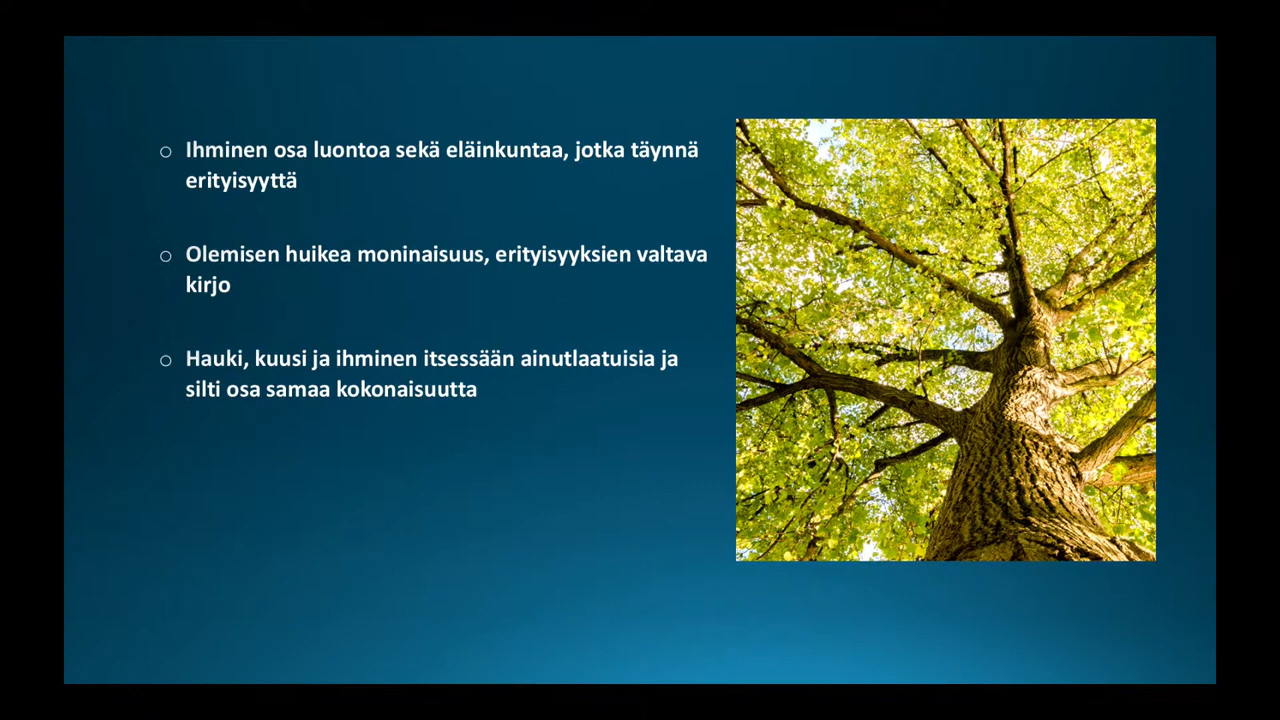 Ihminen osa luontoa sekä eläinkuntaa, jotka täynnä
erityisyyttä
Olemisen huikea moninaisuus, erityisyyksien valtava
kirjo
Hauki, kuusi ja ihminen itsessään ainutlaatuisia ja
silti osa samaa kokonaisuutta